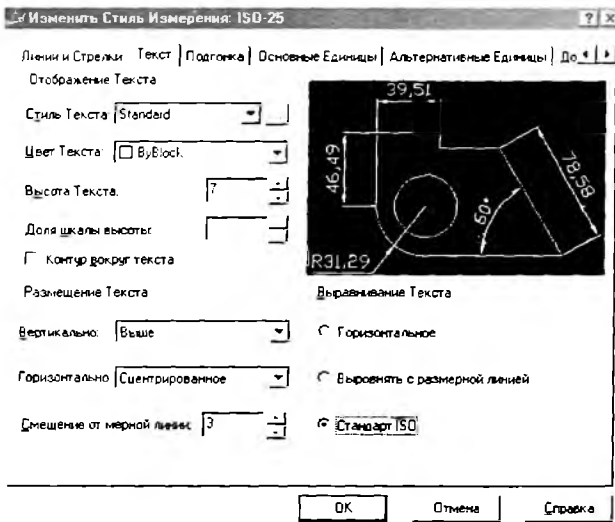 Изменить Стиль Измерения: ISO-25
Линии и Стрелки Текст Подгонка Основные Единицы Альтернативные Единицы До
Отображение Текста
Стиль Текста: Standard
Цвет Текста: ByBlock
Высота Текста: 7
Доля шкалы высоты:
Контур вокруг текста
39,51
46,49
78,58
60°
R31,29
Размещение Текста
Вертикально: Выше
Горизонтально Сцентрированное
Смещение от мерной линии: 3
Выравнивание Текста
Горизонтальное
Выровнять с размерной линией
Стандарт ISO
OK Отмена Справка